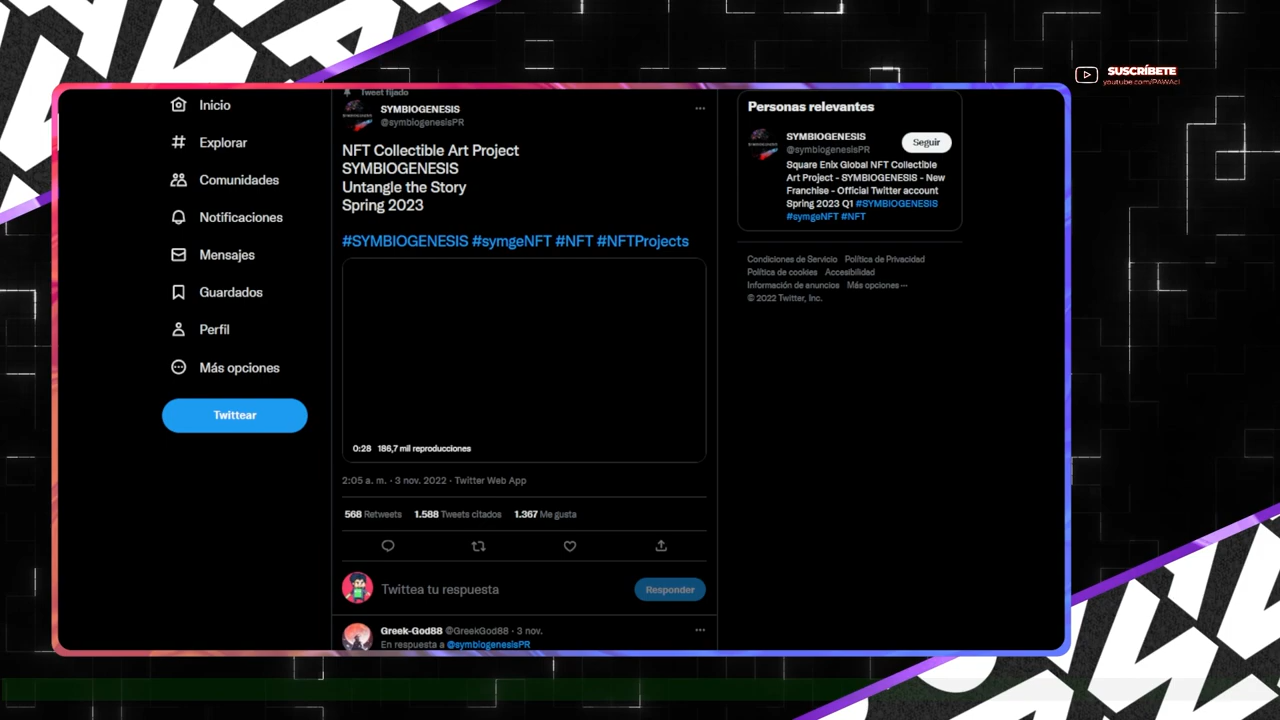 SUSCRÍBETE
youtube.com/PAWAcl
Inicio
Explorar
Comunidades
Notificaciones
Mensajes
Guardados
Perfil
Más opciones
Twittear
Tweet fijado
SYMBIOGENESIS
@symbiogenesisPR
NFT Collectible Art Project
SYMBIOGENESIS
Untangle the Story
Spring 2023
#SYMBIOGENESIS #symgeNFT #NFT #NFTProjects
0:28 186,7 mil reproducciones
2:05 a. m. · 3 nov. 2022 · Twitter Web App
568 Retweets 1.588 Tweets citados 1.367 Me gusta
Twittea tu respuesta
Responder
Greek-God88 @GreekGod88 · 3 nov.
En respuesta a @symbiogenesisPR
Personas relevantes
SYMBIOGENESIS
@symbiogenesisPR
Seguir
Square Enix Global NFT Collectible
Art Project - SYMBIOGENESIS - New
Franchise - Official Twitter account
Spring 2023 Q1 #SYMBIOGENESIS
#symgeNFT #NFT
Condiciones de Servicio Política de Privacidad
Política de cookies Accesibilidad
Información de anuncios Más opciones ···
© 2022 Twitter, Inc.